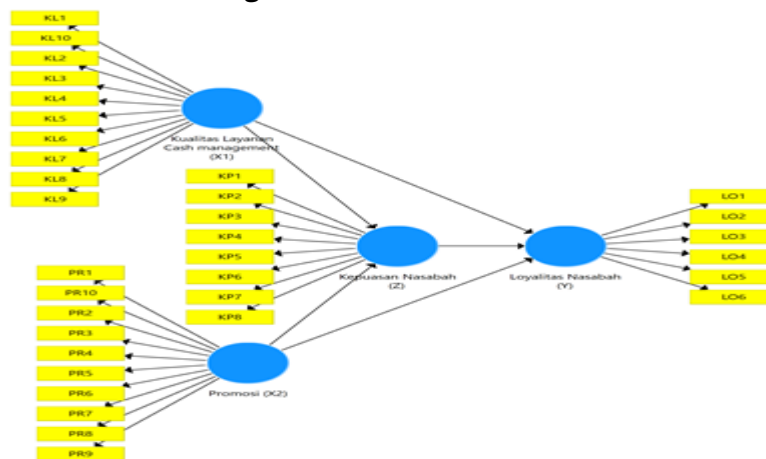 KL1
KL10
KL2
KL3
KL4
KL5
KL6
KL7
KL8
KL9
Kualitas Layanan
Cash management
(X1)
KP1
KP2
KP3
KP4
KP5
KP6
KP7
KP8
Kepuasan Nasabah
(Z)
Loyalitas Nasabah
(Y)
LO1
LO2
LO3
LO4
LO5
LO6
PR1
PR10
PR2
PR3
PR4
PR5
PR6
PR7
PR8
PR9
Promosi (X2)